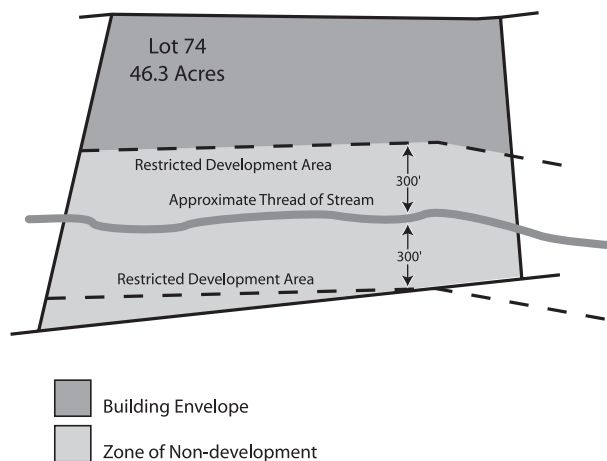 Lot 74
46.3 Acres
Restricted Development Area
300'
Approximate Thread of Stream
300'
Restricted Development Area
Building Envelope
Zone of Non-development